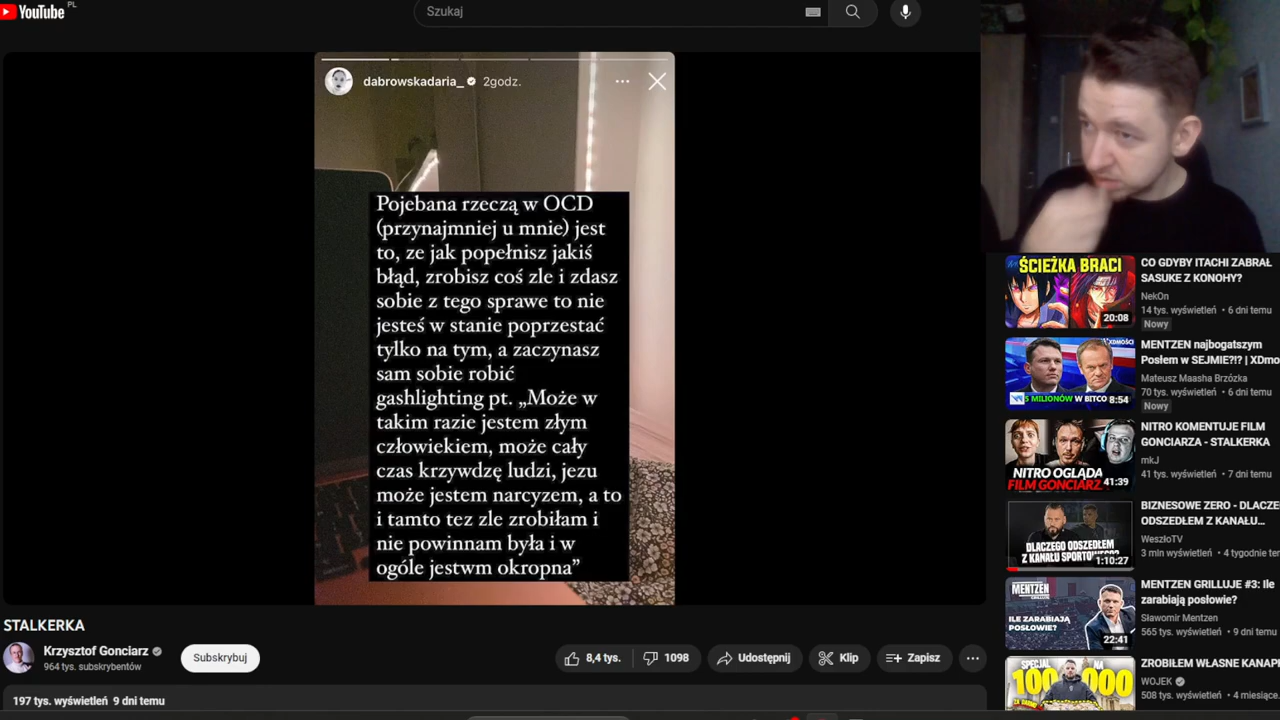 YouTube PL
Szukaj
dabrowskadaria_ 2godz.
Pojebana rzeczą w OCD
(przynajmniej u mnie) jest
to, ze jak popełnisz jakiś
błąd, zrobisz coś zle i zdasz
sobie z tego sprawe to nie
jesteś w stanie poprzestać
tylko na tym, a zaczynasz
sam sobie robić
gashlighting pt. „Może w
takim razie jestem złym
człowiekiem, może cały
czas krzywdzę ludzi, jezu
może jestem narcyzem, a to
i tamto tez zle zrobiłam i
nie powinnam była i w
ogóle jestwm okropna”
STALKERKA
Krzysztof Gonciarz
964 tys. subskrybentów
Subskrybuj
8,4 tys.
1098
Udostępnij
Klip
Zapisz
197 tys. wyświetleń 9 dni temu
ŚCIEŻKA BRACI
20:08
CO GDYBY ITACHI ZABRAŁ
SASUKE Z KONOHY?
NekOn
14 tys. wyświetleń • 6 dni temu
Nowy
5 MILIONÓW W BITCO
8:54
MENTZEN najbogatszym
Posłem w SEJMIE?!? | XDmo
Mateusz Maasha Brzózka
70 tys. wyświetleń • 6 dni temu
Nowy
NITRO OGLĄDA
FILM GONCIARZA
41:39
NITRO KOMENTUJE FILM
GONCIARZA - STALKERKA
mkJ
41 tys. wyświetleń • 7 dni temu
DLACZEGO ODSZEDŁEM
Z KANAŁU SPORTOWEGO?
1:10:27
BIZNESOWE ZERO - DLACZE
ODSZEDŁEM Z KANAŁU...
WeszłoTV
3 mln wyświetleń • 4 tygodnie ter
MENTZEN
GRILLUJE
ILE ZARABIAJĄ
POSŁOWIE?
22:41
MENTZEN GRILLUJE #3: Ile
zarabiają posłowie?
Sławomir Mentzen
565 tys. wyświetleń • 9 dni temu
SPECJAL NA
100 000
ZROBIŁEM WŁASNE KANAP
WOJEK
508 tys. wyświetleń • 4 miesiące